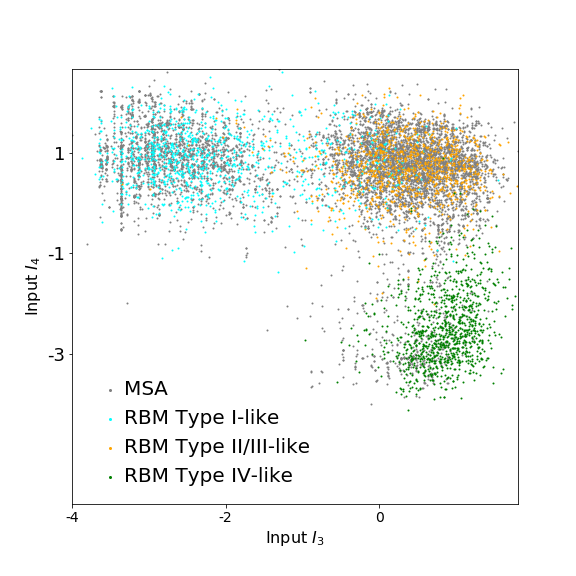 1
-1
-3
Input I₄
MSA
RBM Type I-like
RBM Type II/III-like
RBM Type IV-like
-4
-2
0
Input I₃